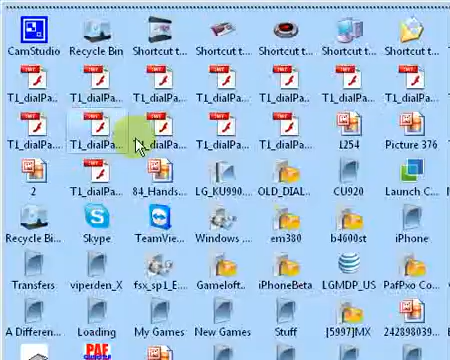 CamStudio
Recycle Bin
Shortcut t...
Shortcut t...
Shortcut t...
Shortcut t...
Shortcut t...
T1_dialPa...
T1_dialPa...
T1_dialPa...
T1_dialPa...
T1_dialPa...
T1_dialPa...
T1_dialPa...
T1_dialPa...
T1_dialPa...
T1_dialPa...
T1_dialPa...
T1_dialPa...
1254
Picture 376
2
T1_dialPa...
84_Hands...
LG_KU990...
OLD_DIAL...
CU920
Launch C...
Recycle Bi...
Skype
TeamVie...
Windows ...
em380
b4600st
iPhone
Transfers
viperden_X
fsx_sp1_E...
Gameloft...
iPhoneBeta
LGMDP_US
PafPxo Co...
A Differen...
Loading
My Games
New Games
Stuff
[5997]MX
242898039...
PAF